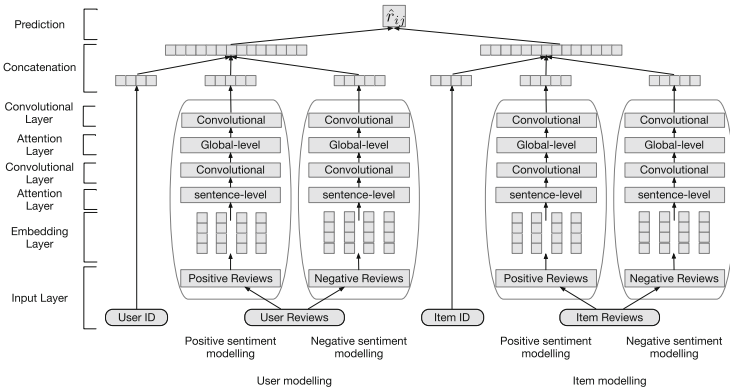 Prediction
r̂ij
Concatenation
Convolutional
Layer
Convolutional Convolutional Convolutional Convolutional
Attention
Layer
Global-level Global-level Global-level Global-level
Convolutional
Layer
Convolutional Convolutional Convolutional Convolutional
Attention
Layer
sentence-level sentence-level sentence-level sentence-level
Embedding
Layer
Input Layer
Positive Reviews Negative Reviews Positive Reviews Negative Reviews
User ID User Reviews Item ID Item Reviews
Positive sentiment
modelling
Negative sentiment
modelling
Positive sentiment
modelling
Negative sentiment
modelling
User modelling Item modelling